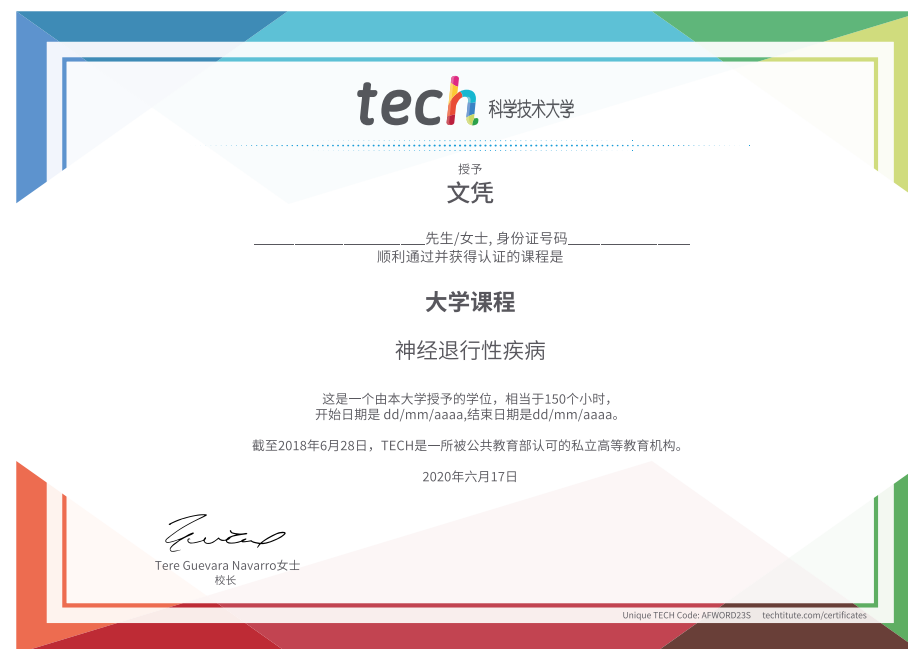 tech 科学技术大学
授予
文凭
先生/女士, 身份证号码
顺利通过并获得认证的课程是
大学课程
神经退行性疾病
这是一个由本大学授予的学位，相当于150个小时，
开始日期是 dd/mm/aaaa,结束日期是dd/mm/aaaa。
截至2018年6月28日，TECH是一所被公共教育部认可的私立高等教育机构。
2020年六月17日
Tere Guevara Navarro女士
校长
Unique TECH Code: AFWORD23S techtitute.com/certificates